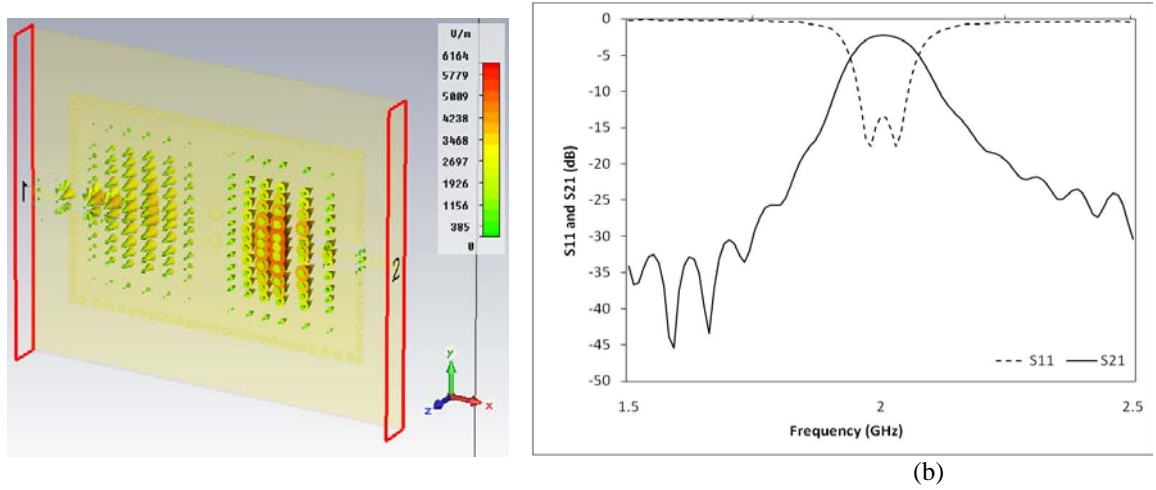 V/m
6164
5779
5009
4238
3468
2697
1926
1156
385
0
1
2
y
z
x
0
-5
-10
-15
-20
-25
-30
-35
-40
-45
-50
S11 and S21 (dB)
S11
S21
1.5
2
2.5
Frequency (GHz)
(b)